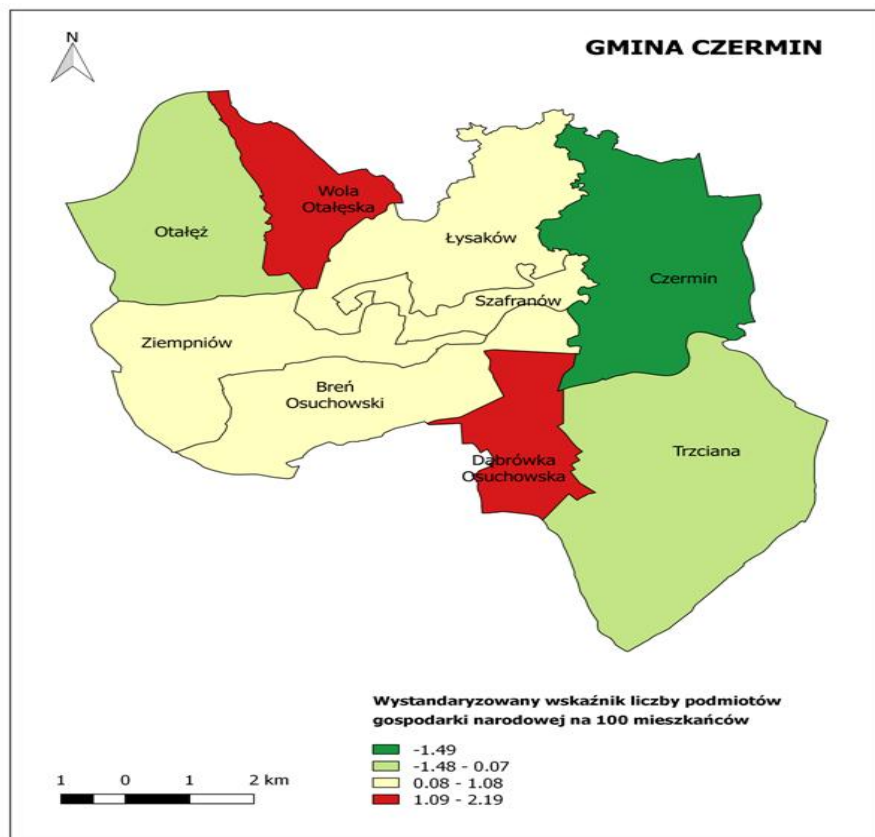 N
GMINA CZERMIN
Wola
Otałęska
Otałęż
Łysaków
Czermin
Szafranów
Ziempniów
Breń
Osuchowski
Dąbrówka
Osuchowska
Trzciana
Wystandaryzowany wskaźnik liczby podmiotów
gospodarki narodowej na 100 mieszkańców
-1.49
-1.48 - 0.07
0.08 - 1.08
1.09 - 2.19
1 0 1 2 km